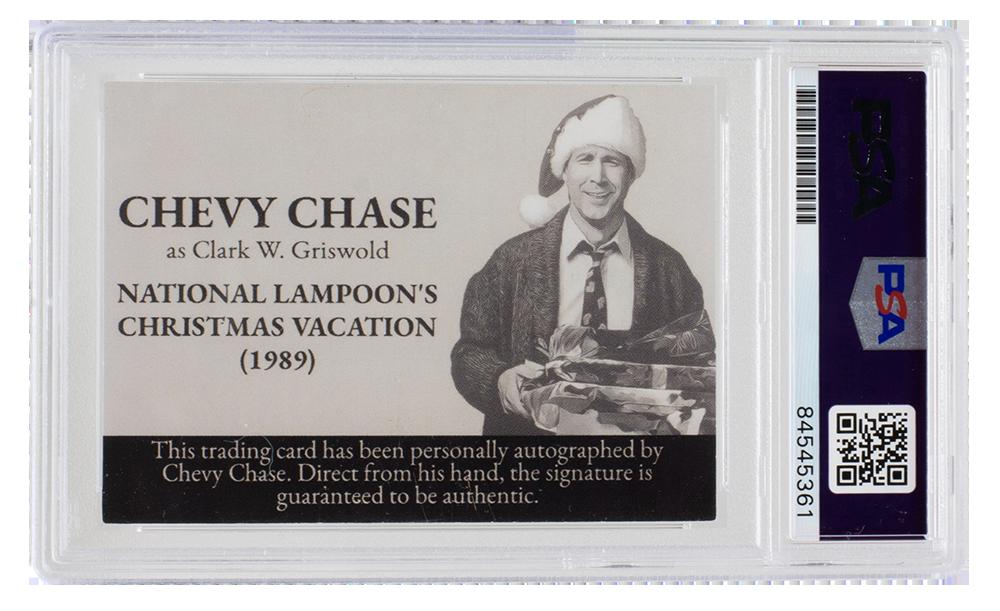 CHEVY CHASE
as Clark W. Griswold
NATIONAL LAMPOON'S
CHRISTMAS VACATION
(1989)
This trading card has been personally autographed by
Chevy Chase. Direct from his hand, the signature is
guaranteed to be authentic.
PSA
PSA
84545361